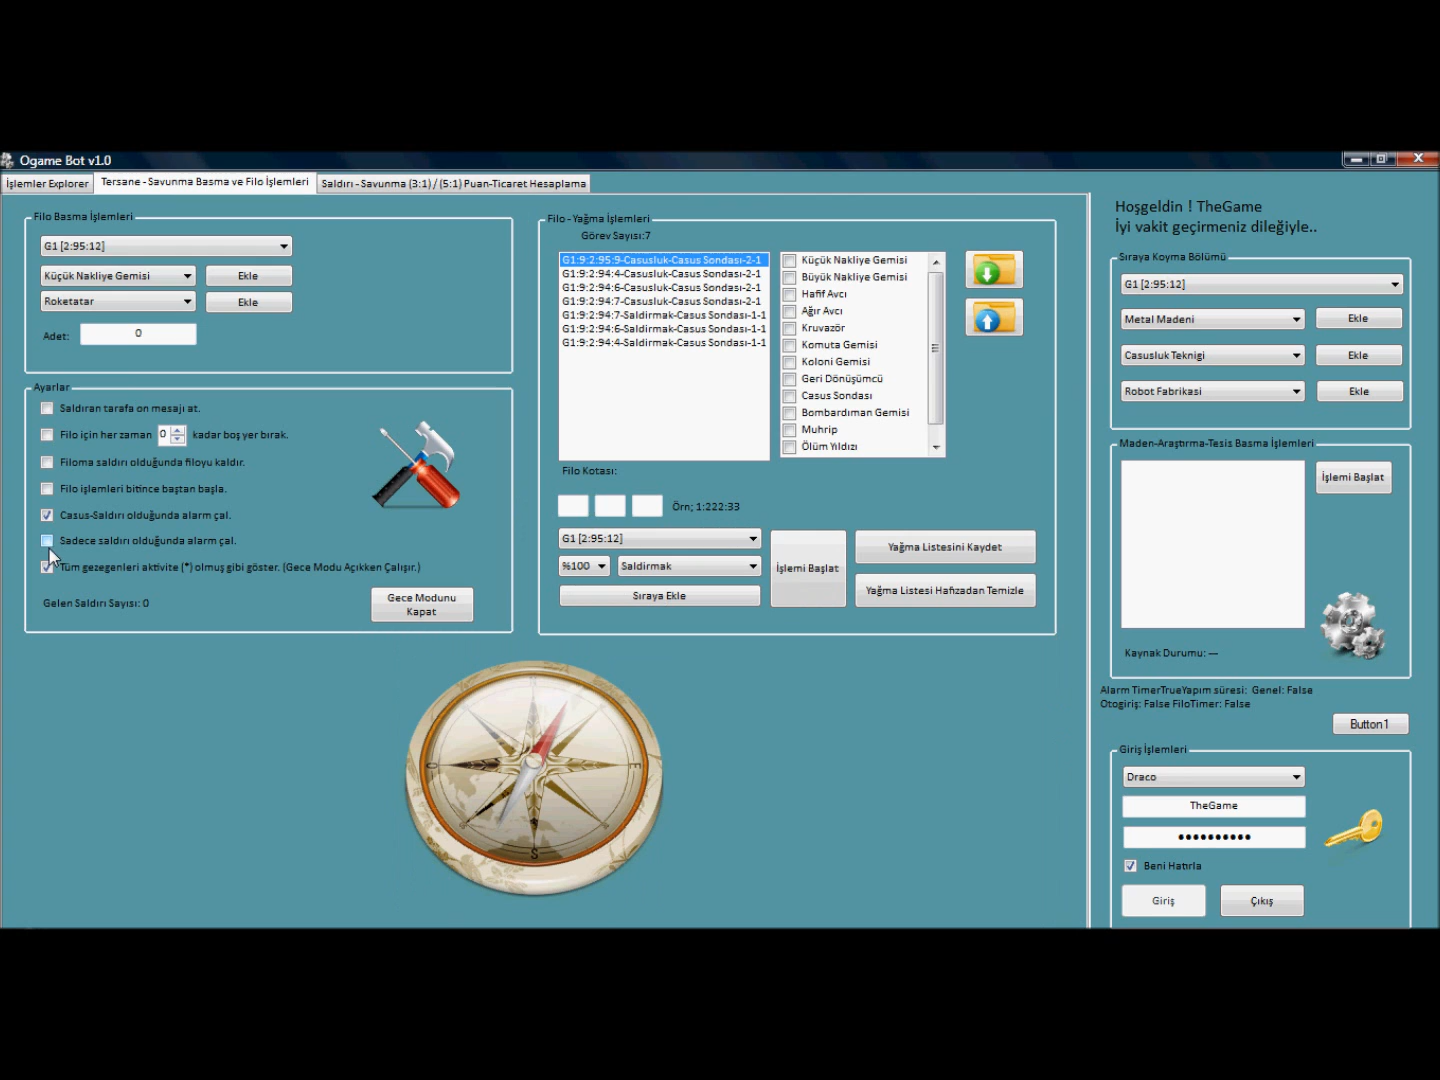 Ogame Bot v1.0
İşlemler Explorer
Tersane - Savunma Basma ve Filo İşlemleri
Saldırı - Savunma (3:1) / (5:1) Puan-Ticaret Hesaplama
Filo Basma İşlemleri
G1 [2:95:12]
Küçük Nakliye Gemisi
Ekle
Roketatar
Ekle
Adet:
0
Ayarlar
Saldıran tarafa on mesajı at.
Filo için her zaman 0 kadar boş yer bırak.
Filoma saldırı olduğunda filoyu kaldır.
Filo işlemleri bitince baştan başla.
Casus-Saldırı olduğunda alarm çal.
Sadece saldırı olduğunda alarm çal.
Tüm gezegenleri aktivite (*) olmuş gibi göster. (Gece Modu Açıkken Çalışır.)
Gelen Saldırı Sayısı: 0
Gece Modunu
Kapat
Filo - Yağma İşlemleri
Görev Sayısı:7
G1:9:2:95:9-Casusluk-Casus Sondası-2-1
G1:9:2:94:4-Casusluk-Casus Sondası-2-1
G1:9:2:94:6-Casusluk-Casus Sondası-2-1
G1:9:2:94:7-Casusluk-Casus Sondası-2-1
G1:9:2:94:7-Saldirmak-Casus Sondası-1-1
G1:9:2:94:6-Saldirmak-Casus Sondası-1-1
G1:9:2:94:4-Saldirmak-Casus Sondası-1-1
Küçük Nakliye Gemisi
Büyük Nakliye Gemisi
Hafif Avcı
Ağır Avcı
Kruvazör
Komuta Gemisi
Koloni Gemisi
Geri Dönüşümcü
Casus Sondası
Bombardıman Gemisi
Muhrip
Ölüm Yıldızı
Filo Kotası:
Örn; 1:222:33
G1 [2:95:12]
%100
Saldırmak
Sıraya Ekle
İşlemi Başlat
Yağma Listesini Kaydet
Yağma Listesi Hafızadan Temizle
E
S
Hoşgeldin ! TheGame
İyi vakit geçirmeniz dileğiyle..
Sıraya Koyma Bölümü
G1 [2:95:12]
Metal Madeni
Ekle
Casusluk Teknigi
Ekle
Robot Fabrikasi
Ekle
Maden-Araştırma-Tesis Basma İşlemleri
İşlemi Başlat
Kaynak Durumu: ---
Alarm TimerTrueYapım süresi: Genel: False
Otogiriş: False FiloTimer: False
Button1
Giriş İşlemleri
Draco
TheGame
Beni Hatırla
Giriş
Çıkış